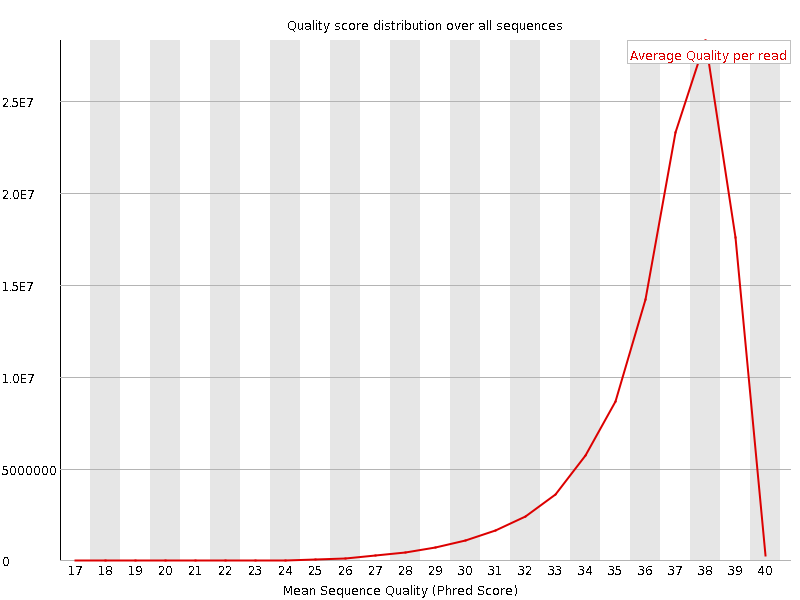 Quality score distribution over all sequences
Average Quality per read
2.5E7
2.0E7
1.5E7
1.0E7
5000000
0
17 18 19 20 21 22 23 24 25 26 27 28 29 30 31 32 33 34 35 36 37 38 39 40
Mean Sequence Quality (Phred Score)